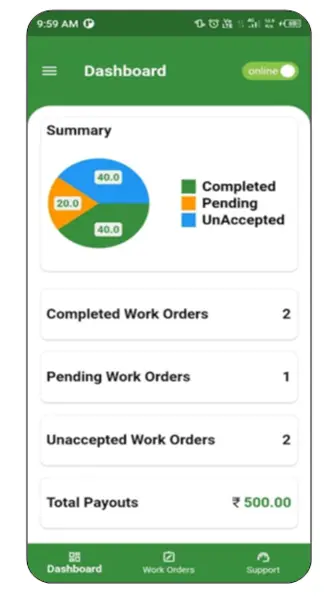 9:59 AM
Dashboard
online
Summary
40.0
20.0
40.0
Completed
Pending
UnAccepted
Completed Work Orders 2
Pending Work Orders 1
Unaccepted Work Orders 2
Total Payouts ₹ 500.00
Dashboard Work Orders Support